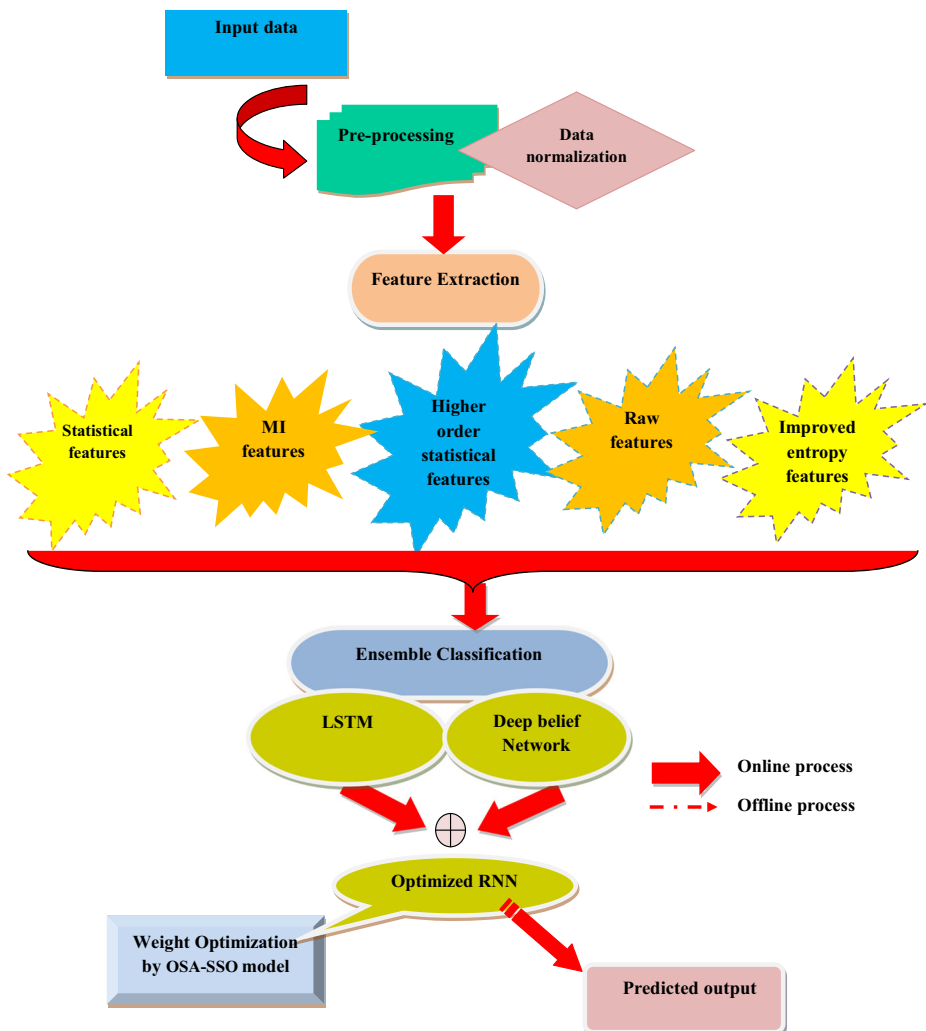 Input data
Pre-processing
Data
normalization
Feature Extraction
Statistical
features
MI
features
Higher
order
statistical
features
Raw
features
Improved
entropy
features
Ensemble Classification
LSTM
Deep belief
Network
Online process
Offline process
Optimized RNN
Weight Optimization
by OSA-SSO model
Predicted output